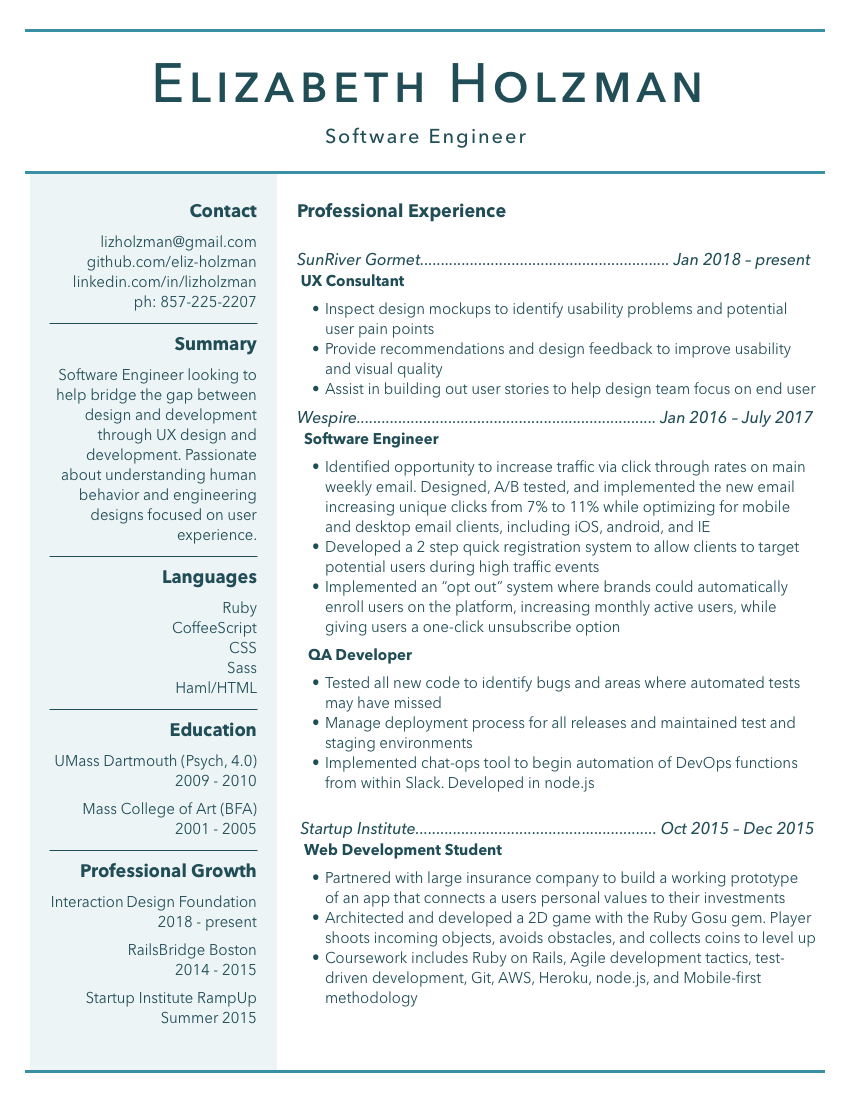 ELIZABETH HOLZMAN
Software Engineer
Contact
lizholzman@gmail.com
github.com/eliz-holzman
linkedin.com/in/lizholzman
ph: 857-225-2207
Summary
Software Engineer looking to
help bridge the gap between
design and development
through UX design and
development. Passionate
about understanding human
behavior and engineering
designs focused on user
experience.
Languages
Ruby
CoffeeScript
CSS
Sass
Haml/HTML
Education
UMass Dartmouth (Psych, 4.0)
2009 - 2010
Mass College of Art (BFA)
2001 - 2005
Professional Growth
Interaction Design Foundation
2018 - present
RailsBridge Boston
2014 - 2015
Startup Institute RampUp
Summer 2015
Professional Experience
SunRiver Gormet............................................................. Jan 2018 – present
UX Consultant
• Inspect design mockups to identify usability problems and potential
user pain points
• Provide recommendations and design feedback to improve usability
and visual quality
• Assist in building out user stories to help design team focus on end user
Wespire......................................................................... Jan 2016 – July 2017
Software Engineer
• Identified opportunity to increase traffic via click through rates on main
weekly email. Designed, A/B tested, and implemented the new email
increasing unique clicks from 7% to 11% while optimizing for mobile
and desktop email clients, including iOS, android, and IE
• Developed a 2 step quick registration system to allow clients to target
potential users during high traffic events
• Implemented an “opt out” system where brands could automatically
enroll users on the platform, increasing monthly active users, while
giving users a one-click unsubscribe option
QA Developer
• Tested all new code to identify bugs and areas where automated tests
may have missed
• Manage deployment process for all releases and maintained test and
staging environments
• Implemented chat-ops tool to begin automation of DevOps functions
from within Slack. Developed in node.js
Startup Institute........................................................... Oct 2015 – Dec 2015
Web Development Student
• Partnered with large insurance company to build a working prototype
of an app that connects a users personal values to their investments
• Architected and developed a 2D game with the Ruby Gosu gem. Player
shoots incoming objects, avoids obstacles, and collects coins to level up
• Coursework includes Ruby on Rails, Agile development tactics, test-
driven development, Git, AWS, Heroku, node.js, and Mobile-first
methodology